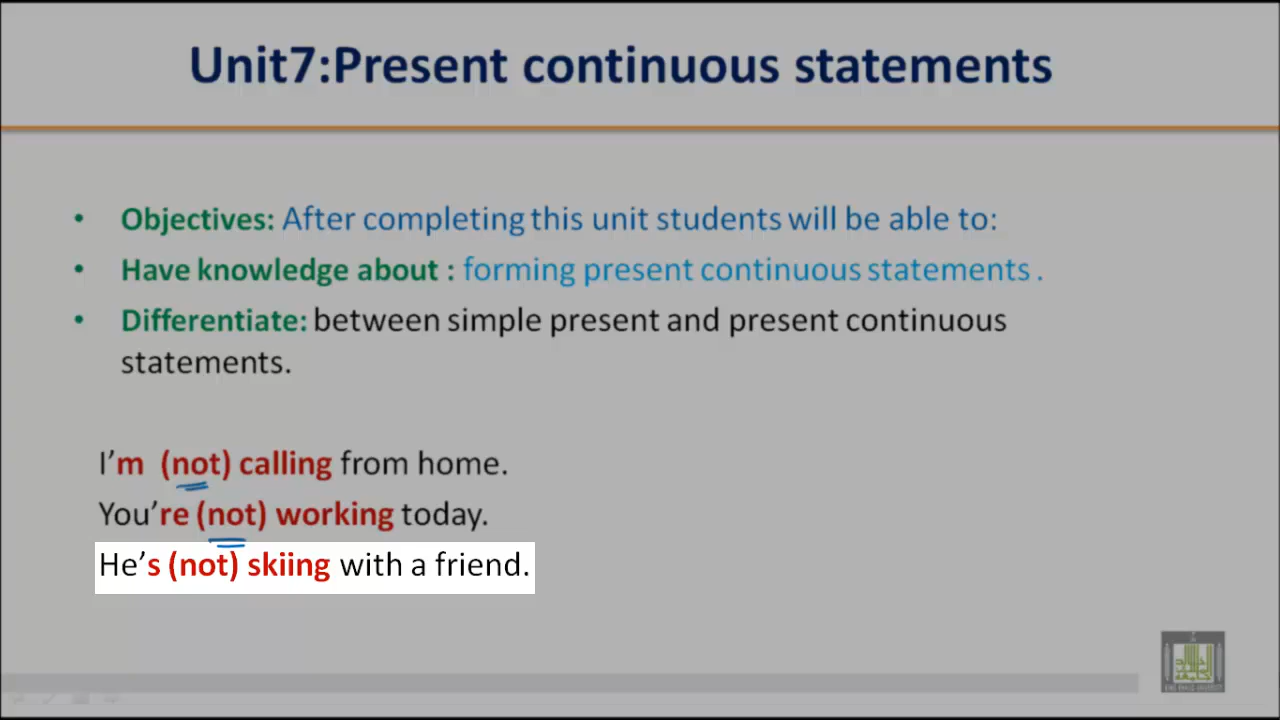 Unit7:Present continuous statements
• Objectives: After completing this unit students will be able to:
• Have knowledge about : forming present continuous statements .
• Differentiate: between simple present and present continuous
statements.
I’m (not) calling from home.
You’re (not) working today.
He’s (not) skiing with a friend.